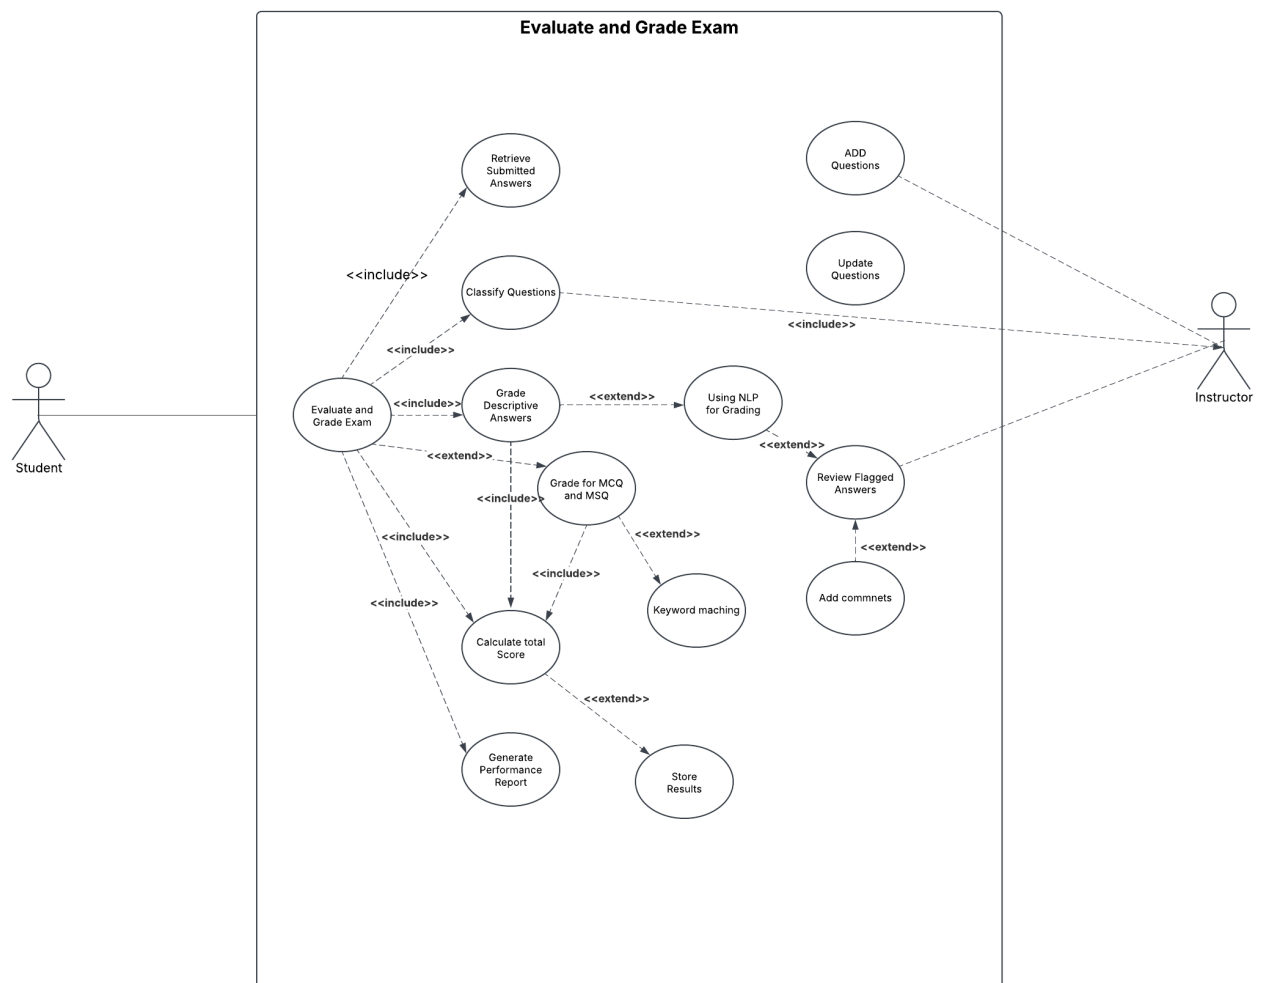 Evaluate and Grade Exam
Retrieve
Submitted
Answers
ADD
Questions
Update
Questions
<<include>>
Classify Questions
<<include>>
<<include>>
Instructor
Student
Evaluate and
Grade Exam
<<include>>
Grade
Descriptive
Answers
<<extend>>
Using NLP
for Grading
<<extend>>
<<extend>>
Review Flagged
Answers
Grade for MCQ
and MSQ
<<include>>
<<include>>
<<extend>>
<<extend>>
<<include>>
Add commnets
<<include>>
Keyword maching
Calculate total
Score
<<extend>>
Generate
Performance
Report
Store
Results